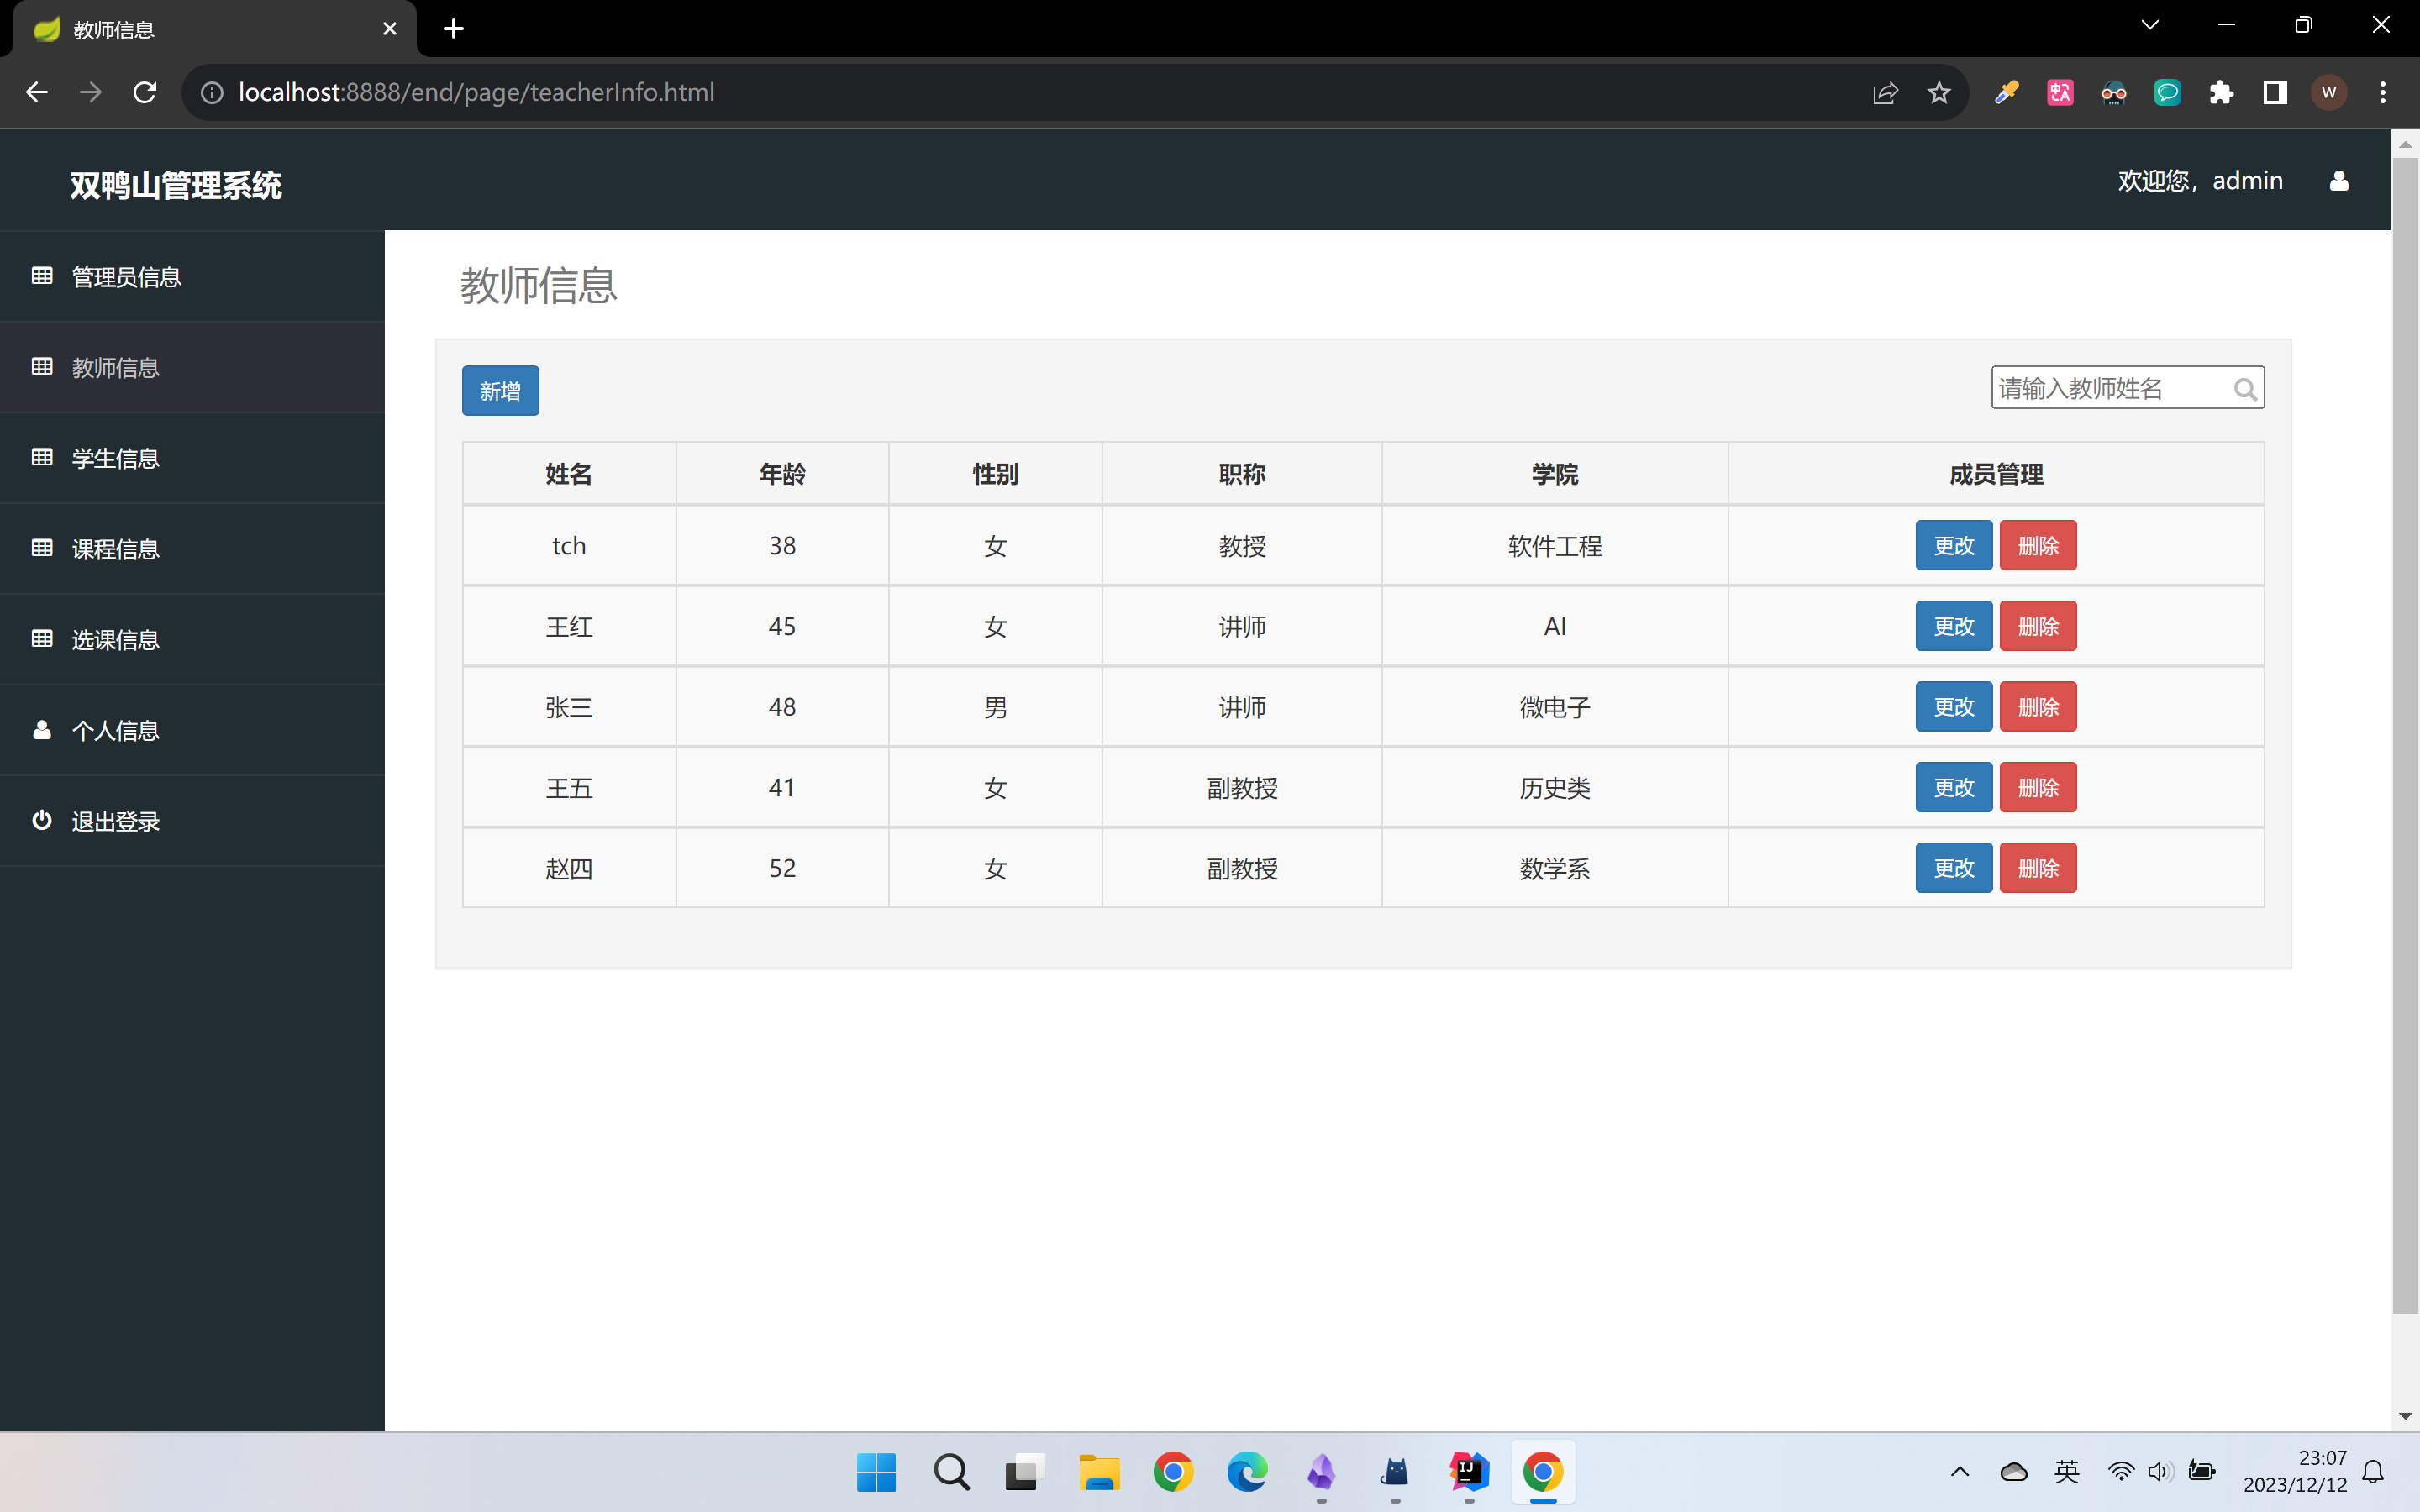 教师信息
localhost:8888/end/page/teacherInfo.html
W
双鸭山管理系统
欢迎您，admin
管理员信息
教师信息
学生信息
课程信息
选课信息
个人信息
退出登录
教师信息
新增
请输入教师姓名
姓名 年龄 性别 职称 学院 成员管理
tch 38 女 教授 软件工程 更改 删除
王红 45 女 讲师 AI 更改 删除
张三 48 男 讲师 微电子 更改 删除
王五 41 女 副教授 历史类 更改 删除
赵四 52 女 副教授 数学系 更改 删除
IJ
英
23:07
2023/12/12